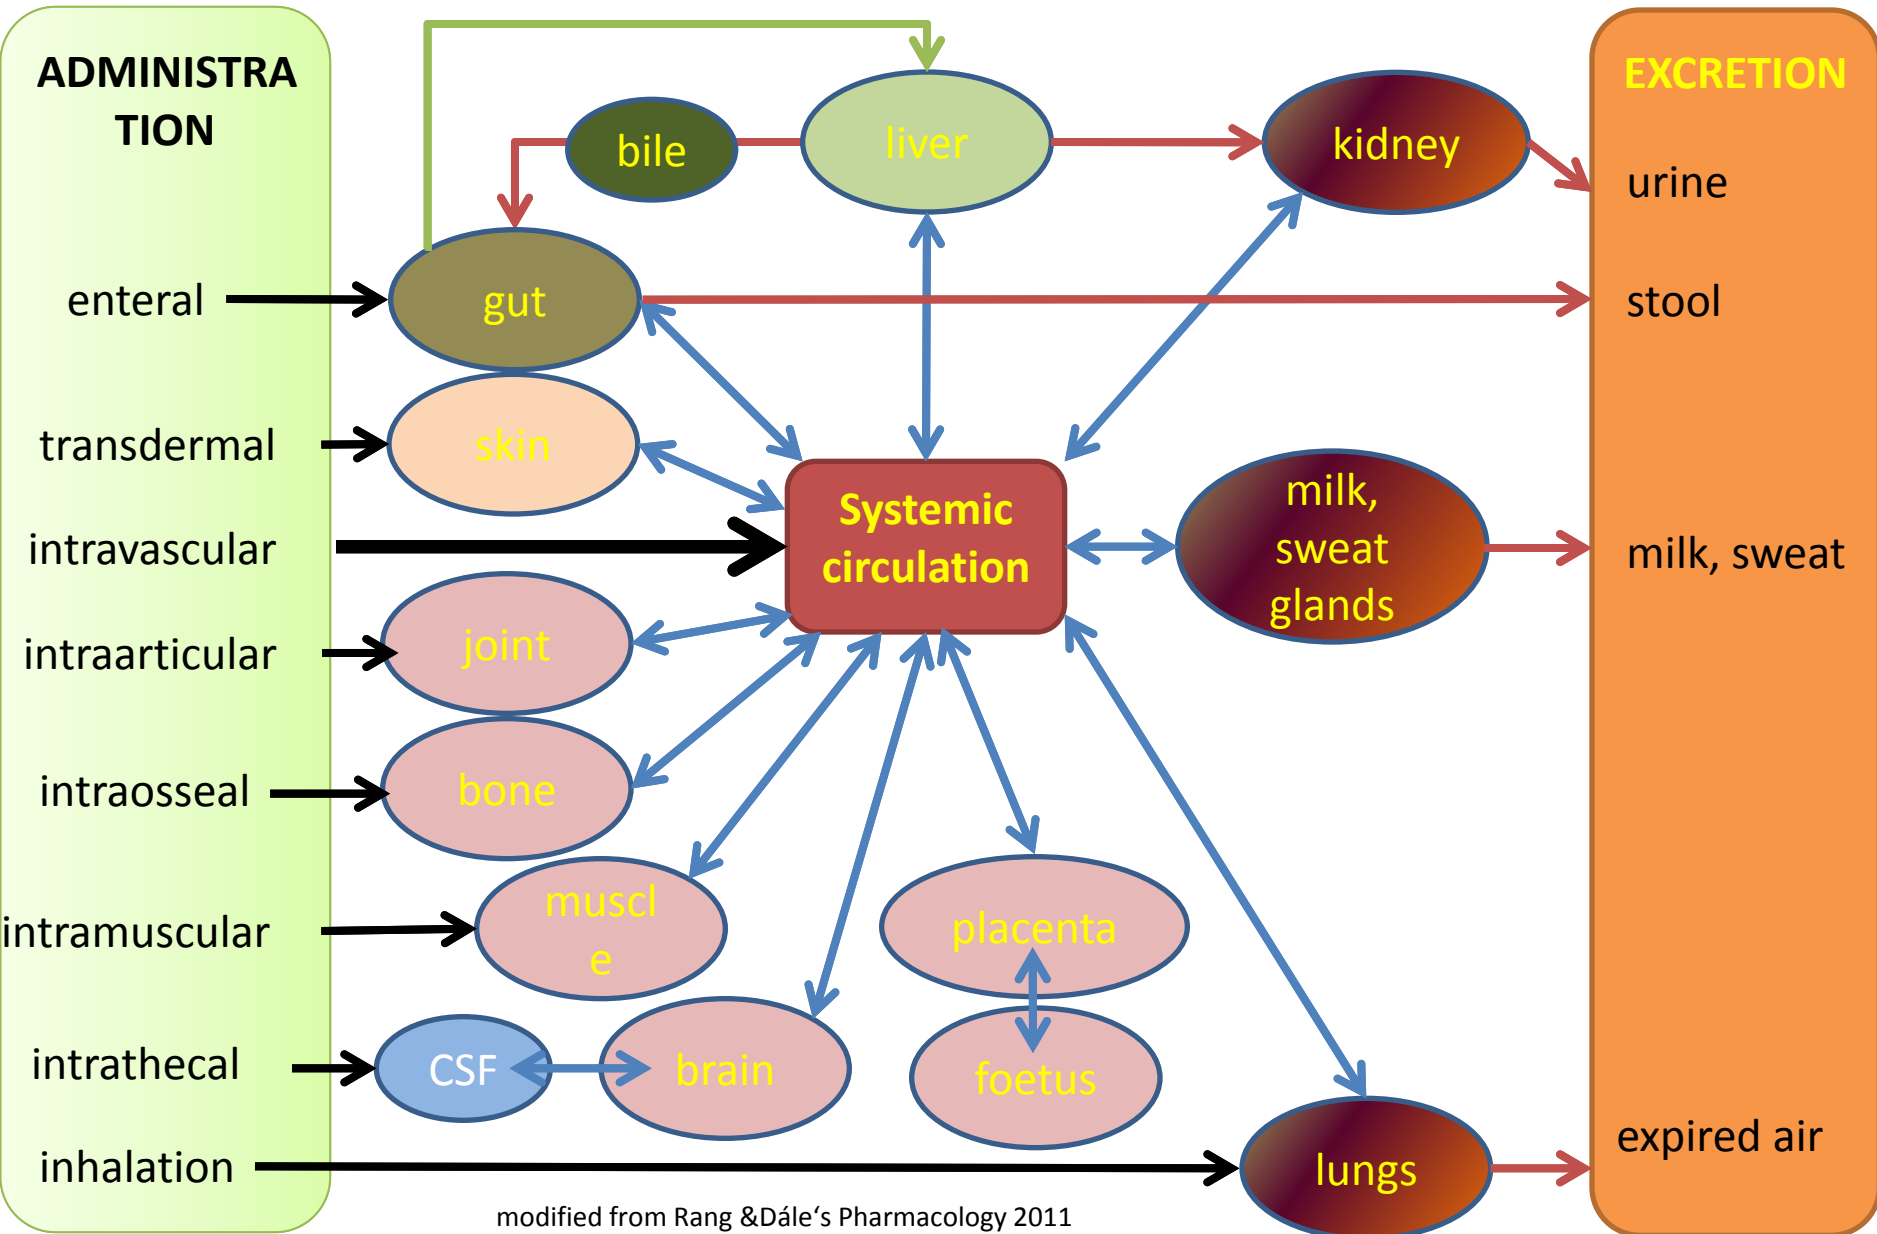 ADMINISTRA
TION
enteral
transdermal
intravascular
intraarticular
intraosseal
intramuscular
intrathecal
inhalation
bile
liver
kidney
gut
skin
Systemic
circulation
milk,
sweat
glands
joint
bone
muscl
e
placenta
CSF
brain
foetus
lungs
EXCRETION
urine
stool
milk, sweat
expired air
modified from Rang &Dále‘s Pharmacology 2011